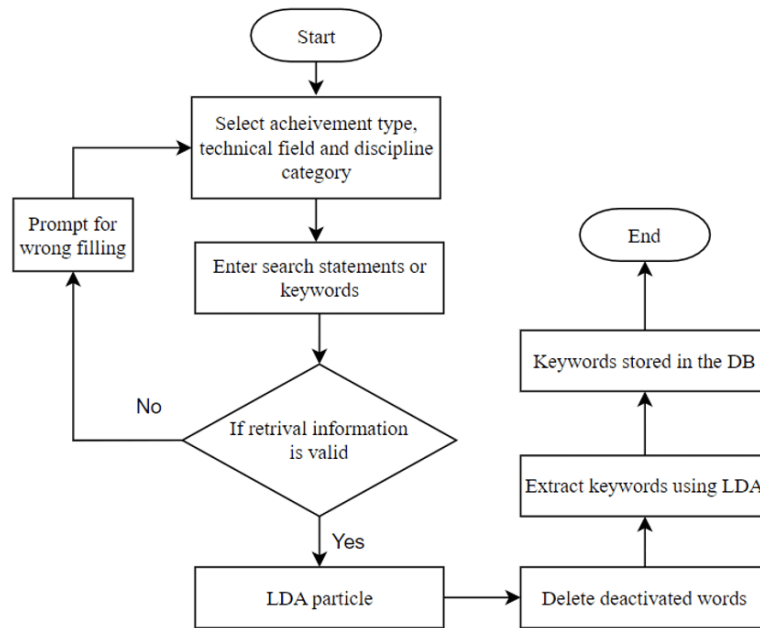 Start
Select acheivement type,
technical field and discipline
category
Prompt for
wrong filling
Enter search statements or
keywords
If retrival information
is valid
No
Yes
LDA particle
Delete deactivated words
Extract keywords using LDA
Keywords stored in the DB
End